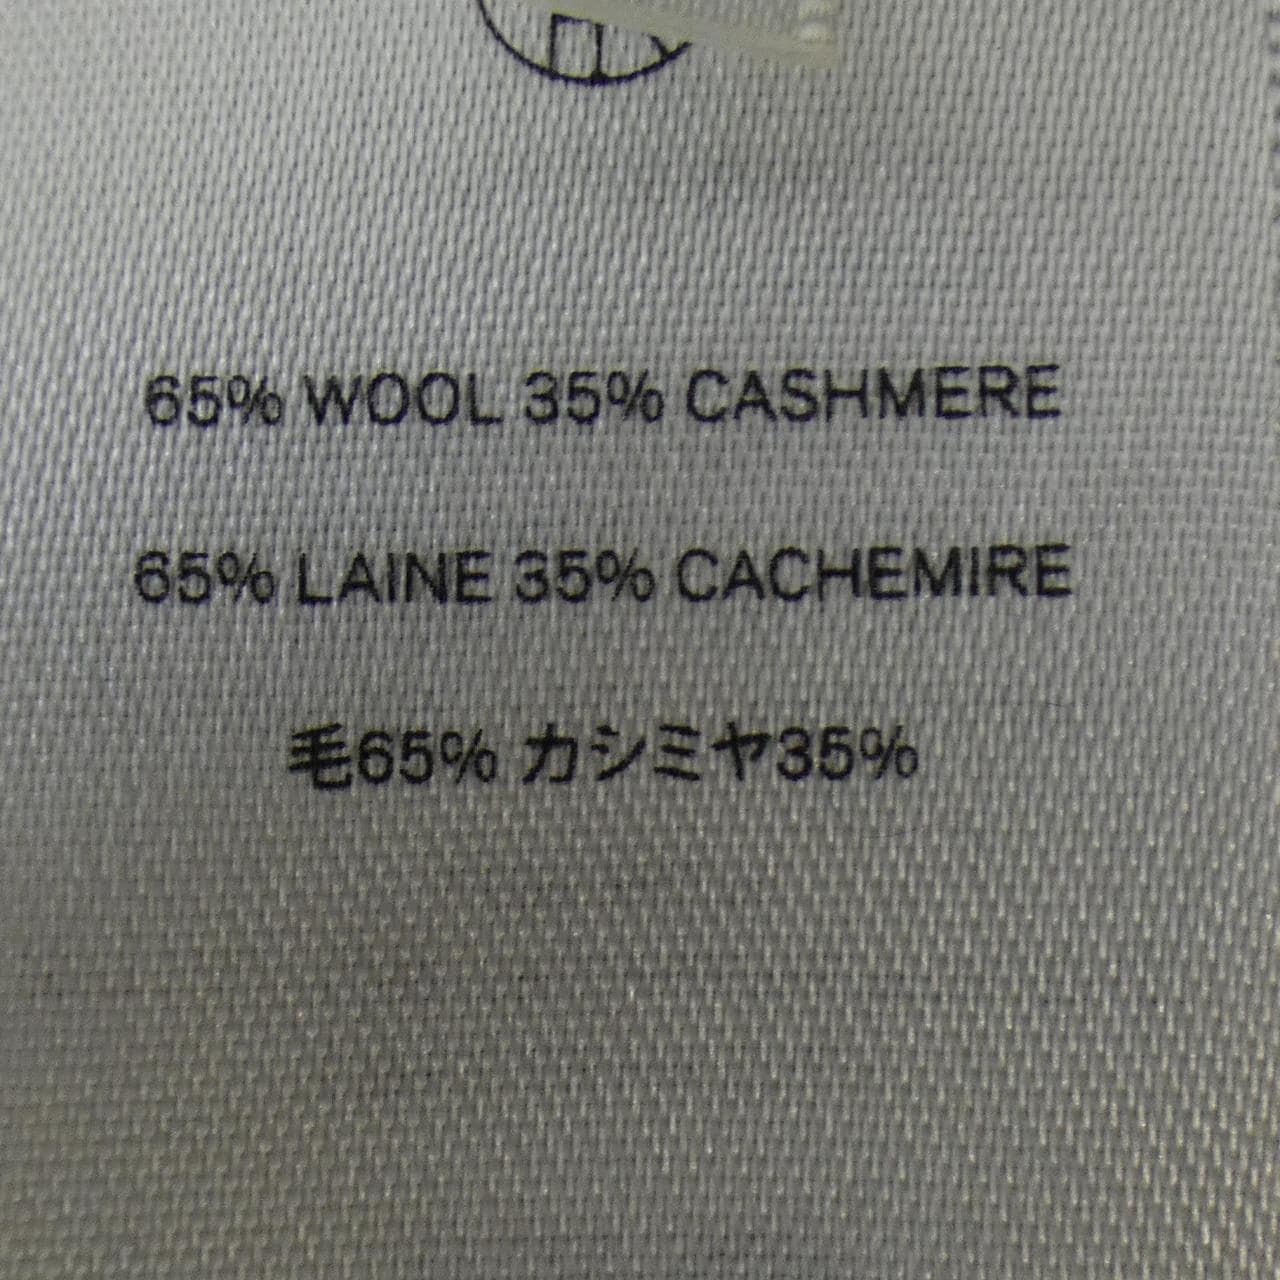 65% WOOL 35% CASHMERE
65% LAINE 35% CACHEMIRE
毛65% カシミヤ35%